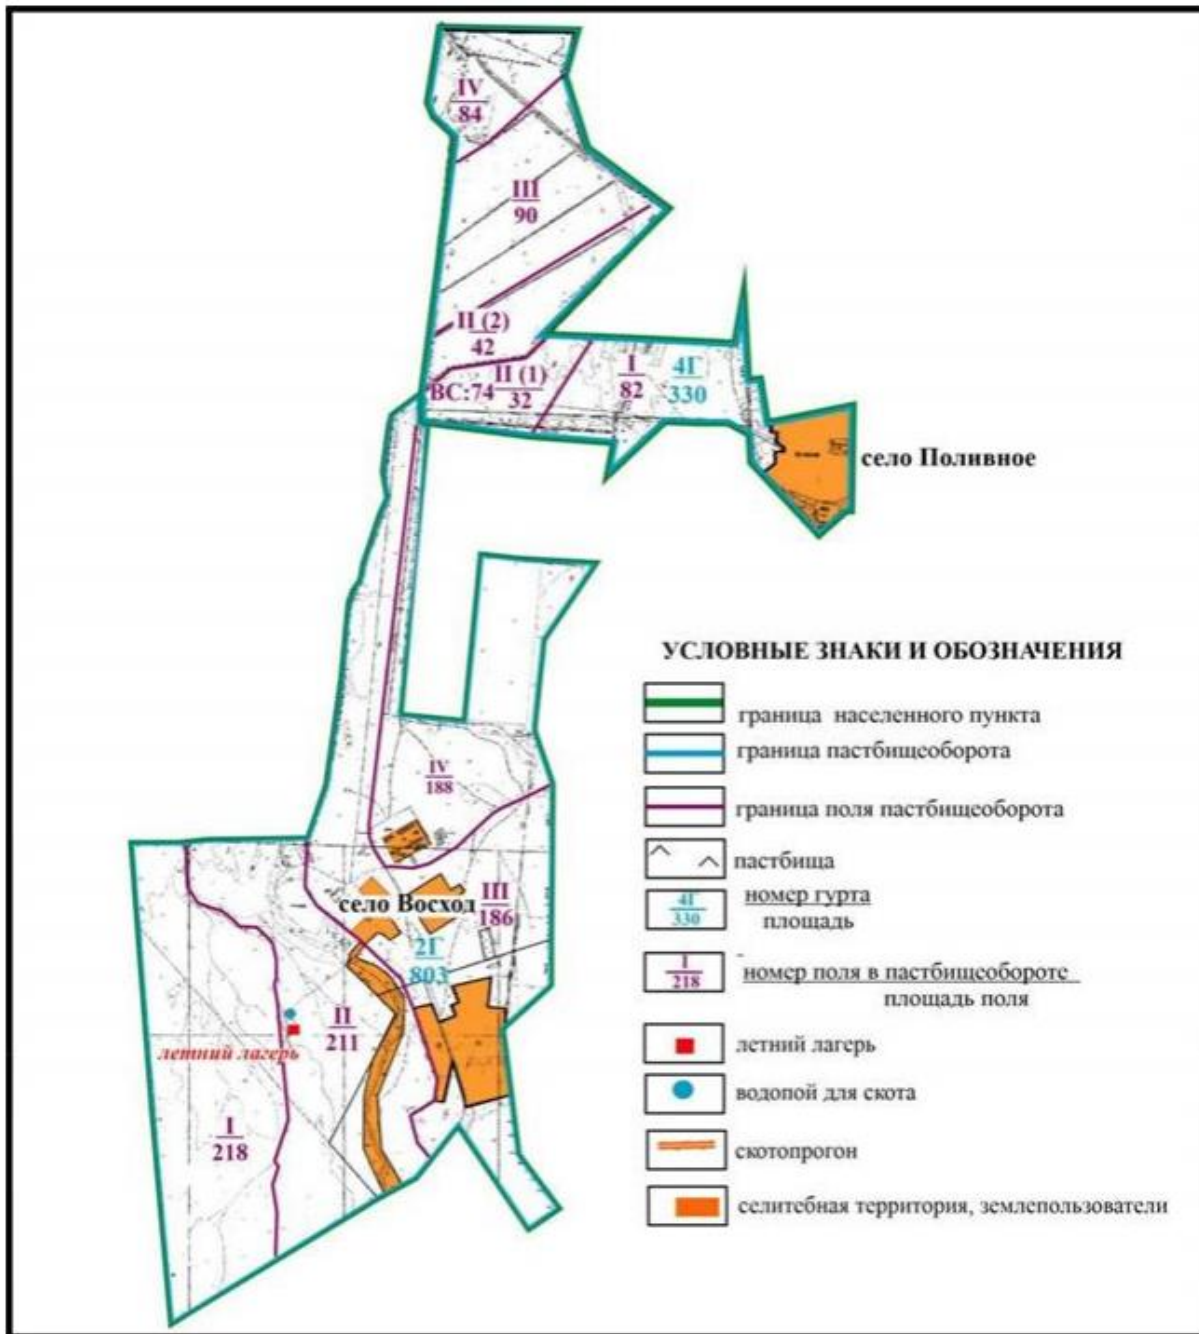 IV
84
III
90
II (2)
42
II (1)
ВС:74
32
I
82
4Г
330
село Поливное
УСЛОВНЫЕ ЗНАКИ И ОБОЗНАЧЕНИЯ
граница населенного пункта
граница пастбищеоборота
граница поля пастбищеоборота
пастбища
4Г
330
номер гурта
площадь
I
218
номер поля в пастбищеобороте
площадь поля
летний лагерь
водопой для скота
скотопрогон
селитебная территория, землепользователи
IV
188
село Восход
III
186
2Г
803
II
211
летний лагерь
I
218